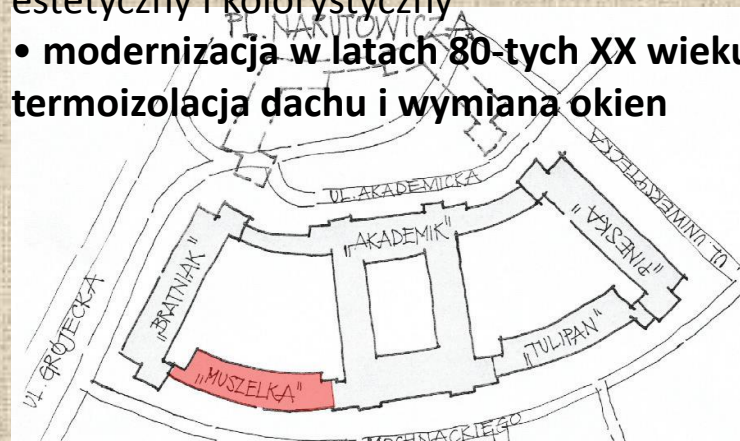 estetyczny i kolorystyczny
• modernizacja w latach 80-tych XX wieku
termoizolacja dachu i wymiana okien
PL. NARUTOWICZA
UL. AKADEMICKA
UL. UNIWERSYTECKA
"AKADEMIK"
"PINESKA"
"BRATNIAK"
UL. GRÓJECKA
"TULIPAN"
"MUSZELKA"
MOCHNACKIEGO